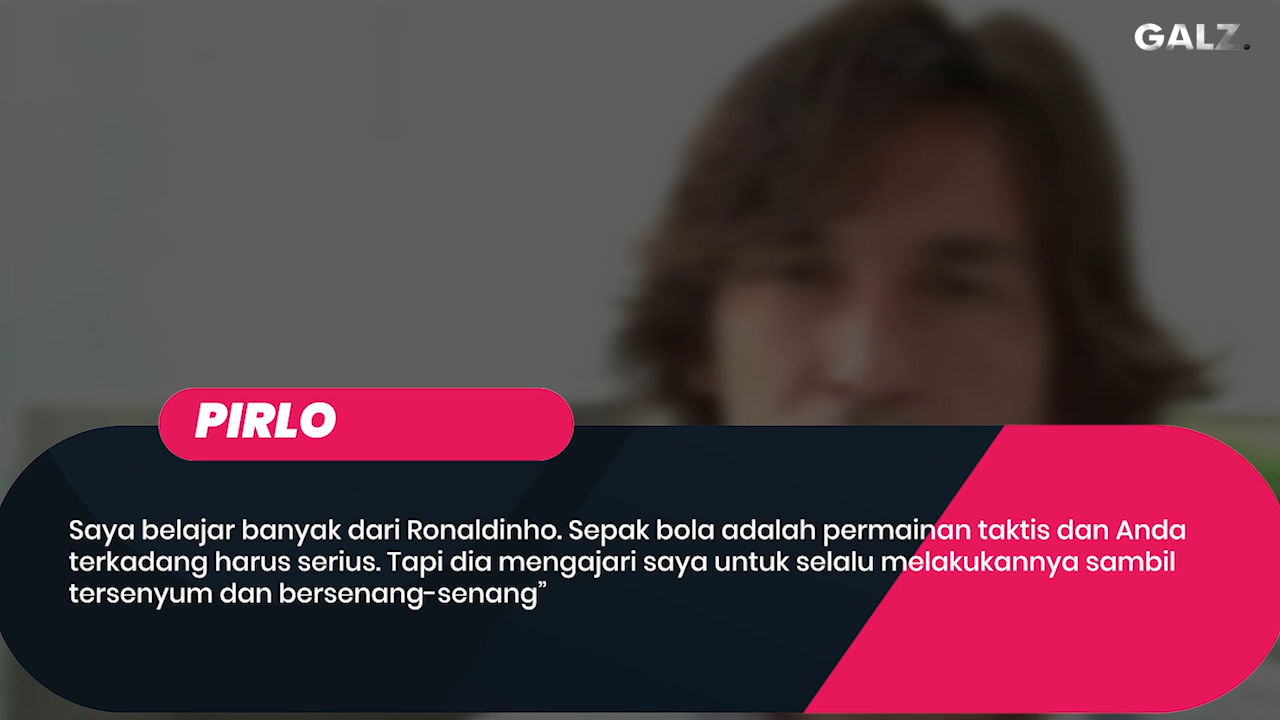 GALZ.
PIRLO
Saya belajar banyak dari Ronaldinho. Sepak bola adalah permainan taktis dan Anda
terkadang harus serius. Tapi dia mengajari saya untuk selalu melakukannya sambil
tersenyum dan bersenang-senang”